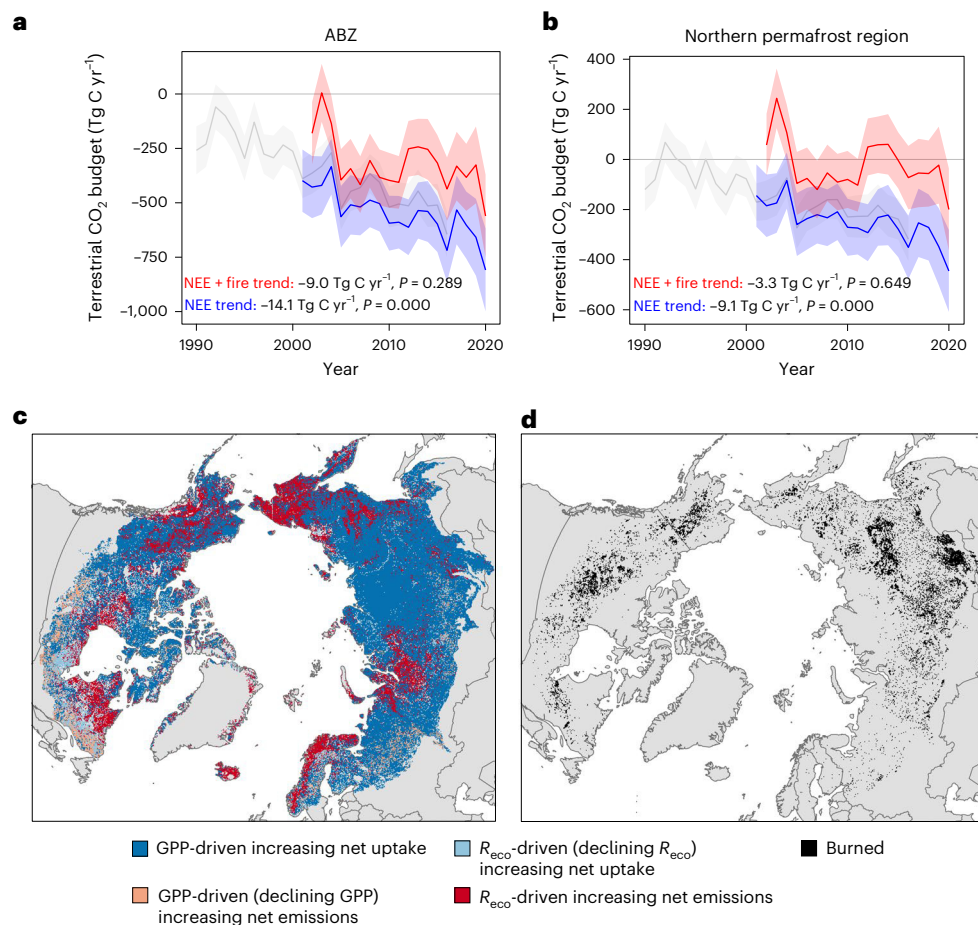 a
ABZ
Terrestrial CO₂ budget (Tg C yr⁻¹)
0
−250
−500
−750
−1,000
NEE + fire trend: −9.0 Tg C yr⁻¹, P = 0.289
NEE trend: −14.1 Tg C yr⁻¹, P = 0.000
1990
2000
2010
2020
Year
b
Northern permafrost region
Terrestrial CO₂ budget (Tg C yr⁻¹)
400
200
0
−200
−400
−600
NEE + fire trend: −3.3 Tg C yr⁻¹, P = 0.649
NEE trend: −9.1 Tg C yr⁻¹, P = 0.000
1990
2000
2010
2020
Year
c
d
GPP-driven increasing net uptake
GPP-driven (declining GPP)
increasing net emissions
R_eco-driven (declining R_eco)
increasing net uptake
R_eco-driven increasing net emissions
Burned